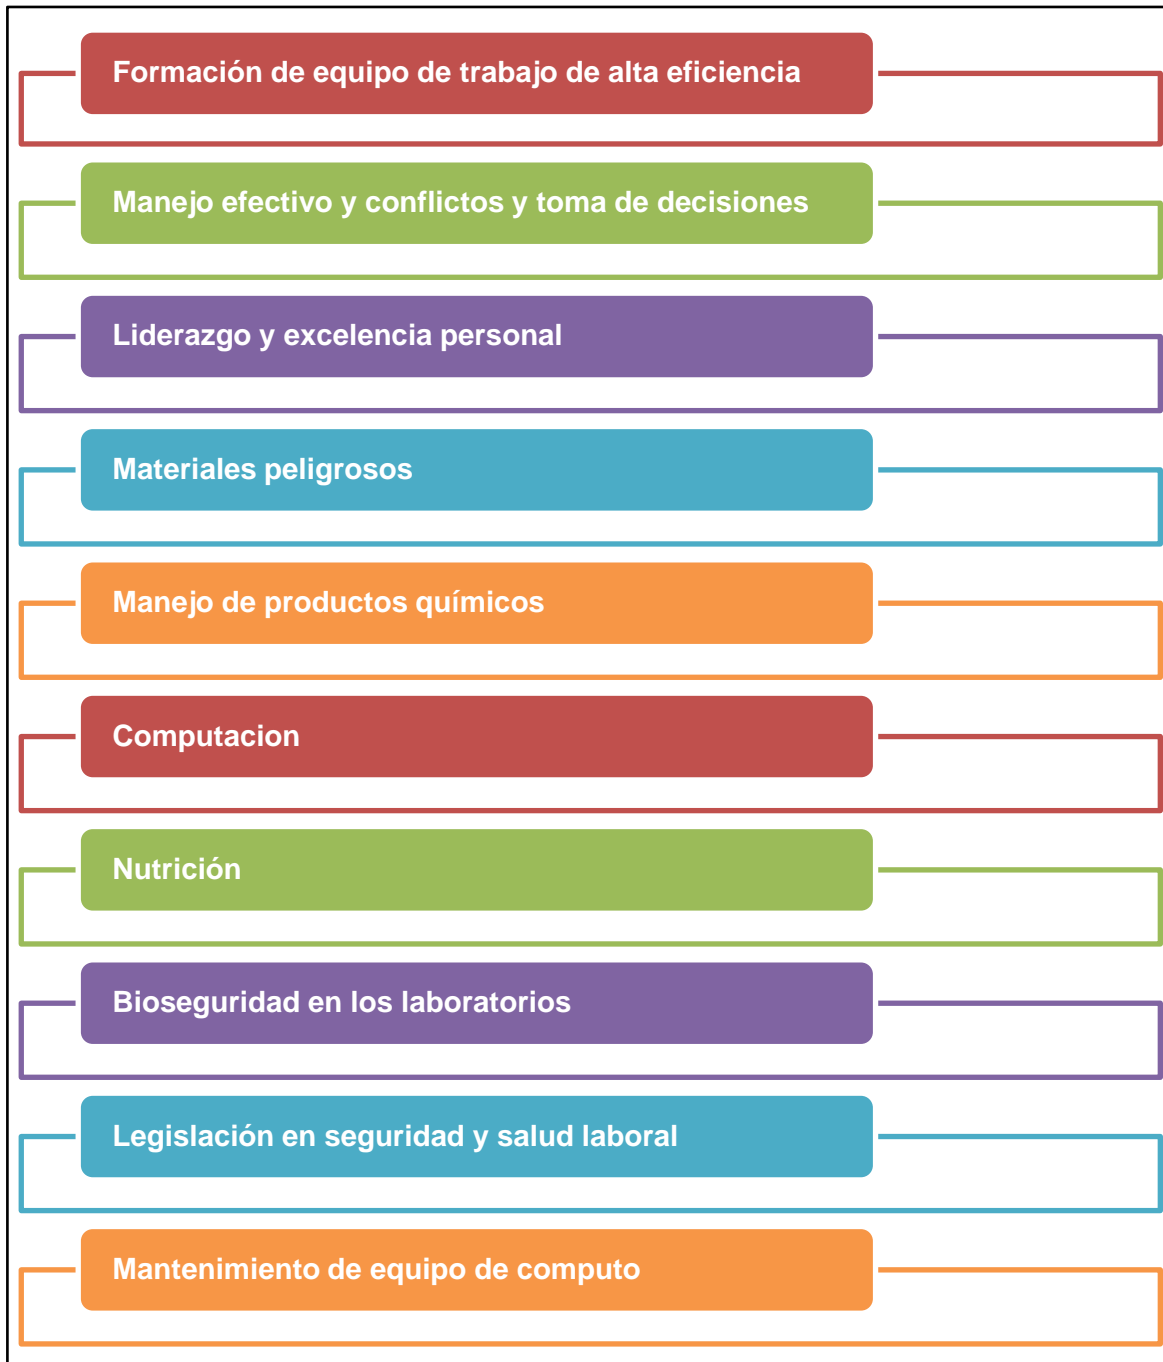 Formación de equipo de trabajo de alta eficiencia
Manejo efectivo y conflictos y toma de decisiones
Liderazgo y excelencia personal
Materiales peligrosos
Manejo de productos químicos
Computacion
Nutrición
Bioseguridad en los laboratorios
Legislación en seguridad y salud laboral
Mantenimiento de equipo de computo